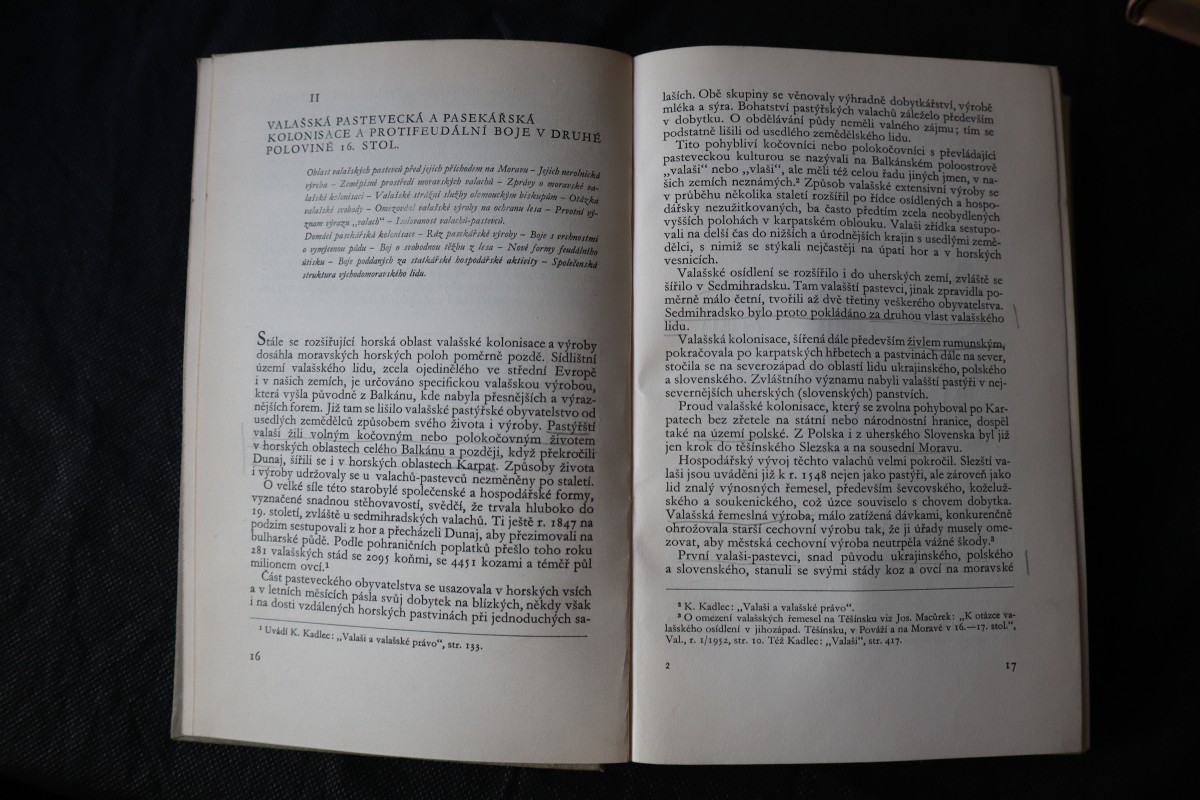 II
VALAŠSKÁ PASTEVECKÁ A PASEKÁŘSKÁ
KOLONISACE A PROTIFEUDÁLNÍ BOJE V DRUHÉ
POLOVINĚ 16. STOL.
Oblast valašských pastevců před jejich příchodem na Moravu – Jejich nerolnická
výroba – Zeměpisné prostředí moravských valachů – Zprávy o moravské va-
lašské kolonisaci – Valašské strážní služby olomouckým biskupům – Otázka
valašské svobody – Omezování valašské výroby na ochranu lesa – Prvotní vý-
znam výrazu „valach“ – Isolovanost valachů-pastevců.
Domácí pasekářská kolonisace – Ráz pasekářské výroby – Boje s vrchnostmi
o vymýcenou půdu – Boj o svobodnou těžbu z lesa – Nové formy feudálního
útisku – Boje poddaných za statkářské hospodářské aktivity – Společenská
struktura východomoravského lidu.
Stále se rozšiřující horská oblast valašské kolonisace a výroby
dosáhla moravských horských poloh poměrně pozdě. Sídlištní
území valašského lidu, zcela ojedinělého ve střední Evropě
i v našich zemích, je určováno specifickou valašskou výrobou,
která vyšla původně z Balkánu, kde nabyla přesnějších a výraz-
nějších forem. Již tam se lišilo valašské pastýřské obyvatelstvo od
usedlých zemědělců způsobem svého života i výroby. Pastýřští
valaši žili volným kočovným nebo polokočovným životem
v horských oblastech celého Balkánu a později, když překročili
Dunaj, šířili se i v horských oblastech Karpat. Způsoby života
i výroby udržovaly se u valachů-pastevců nezměněny po staletí.
O velké síle této starobylé společenské a hospodářské formy,
vyznačené snadnou stěhovavostí, svědčí, že trvala hluboko do
19. století, zvláště u sedmihradských valachů. Ti ještě r. 1847 na
podzim sestupovali z hor a přecházeli Dunaj, aby přezimovali na
bulharské půdě. Podle pohraničních poplatků přešlo toho roku
281 valašských stád se 2095 koňmi, se 4451 kozami a téměř půl
milionem ovcí.¹
Část pasteveckého obyvatelstva se usazovala v horských vsích
a v letních měsících pásla svůj dobytek na blízkých, někdy však
i na dosti vzdálených horských pastvinách při jednoduchých sa-
¹ Uvádí K. Kadlec: „Valaši a valašské právo“, str. 133.
16
laších. Obě skupiny se věnovaly výhradně dobytkářství, výrobě
mléka a sýra. Bohatství pastýřských valachů záleželo především
v dobytku. O obdělávání půdy neměli valného zájmu; tím se
podstatně lišili od usedlého zemědělského lidu.
Tito pohybliví kočovníci nebo polokočovníci s převládající
pasteveckou kulturou se nazývali na Balkánském poloostrově
„valaši“ nebo „vlaši“, ale měli též celou řadu jiných jmen, v na-
šich zemích neznámých.² Způsob valašské extensivní výroby se
v průběhu několika staletí rozšířil po řídce osídlených a hospo-
dářsky nezužitkovaných, ba často předtím zcela neobydlených
vyšších polohách v karpatském oblouku. Valaši zřídka sestupo-
vali na delší čas do nižších a úrodnějších krajin s usedlými země-
dělci, s nimiž se stýkali nejčastěji na úpatí hor a v horských
vesnicích.
Valašské osídlení se rozšířilo i do uherských zemí, zvláště se
šířilo v Sedmihradsku. Tam valašští pastevci, jinak zpravidla po-
měrně málo četní, tvořili až dvě třetiny veškerého obyvatelstva.
Sedmihradsko bylo proto pokládáno za druhou vlast valašského
lidu.
Valašská kolonisace, šířená dále především živlem rumunským,
pokračovala po karpatských hřbetech a pastvinách dále na sever,
stočila se na severozápad do oblasti lidu ukrajinského, polského
a slovenského. Zvláštního významu nabyli valašští pastýři v nej-
severnějších uherských (slovenských) panstvích.
Proud valašské kolonisace, který se zvolna pohyboval po Kar-
patech bez zřetele na státní nebo národnostní hranice, dospěl
také na území polské. Z Polska i z uherského Slovenska byl již
jen krok do těšínského Slezska a na sousední Moravu.
Hospodářský vývoj těchto valachů velmi pokročil. Slezští va-
laši jsou uváděni již k r. 1548 nejen jako pastýři, ale zároveň jako
lid znalý výnosných řemesel, především ševcovského, koželuž-
ského a soukenického, což úzce souviselo s chovem dobytka.
Valašská řemeslná výroba, málo zatížená dávkami, konkurenčně
ohrožovala starší cechovní výrobu tak, že ji úřady musely ome-
zovat, aby městská cechovní výroba neutrpěla vážné škody.³
První valaši-pastevci, snad původu ukrajinského, polského
a slovenského, stanuli se svými stády koz a ovcí na moravské
² K. Kadlec: „Valaši a valašské právo“.
³ O omezení valašských řemesel na Těšínsku viz Jos. Macůrek: „K otázce va-
lašského osídlení v jihozápad. Těšínsku, v Pováží a na Moravě v 16.—17. stol.“,
Val., r. 1/1952, str. 10. Též Kadlec: „Valaši“, str. 417.
2
17